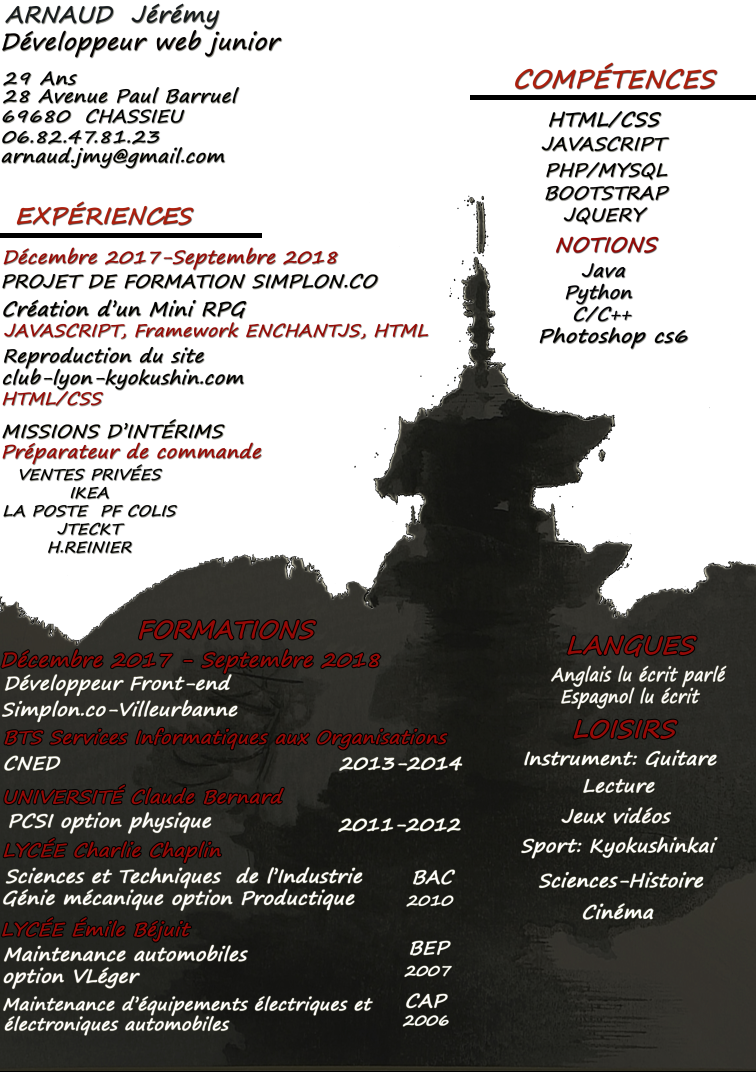 ARNAUD Jérémy
Développeur web junior
29 Ans
28 Avenue Paul Barruel
69680 CHASSIEU
06.82.47.81.23
arnaud.jmy@gmail.com
EXPÉRIENCES
Décembre 2017-Septembre 2018
PROJET DE FORMATION SIMPLON.CO
Création d'un Mini RPG
JAVASCRIPT, Framework ENCHANTJS, HTML
Reproduction du site
club-lyon-kyokushin.com
HTML/CSS
MISSIONS D'INTÉRIMS
Préparateur de commande
VENTES PRIVÉES
IKEA
LA POSTE PF COLIS
JTECKT
H.REINIER
COMPÉTENCES
HTML/CSS
JAVASCRIPT
PHP/MYSQL
BOOTSTRAP
JQUERY
NOTIONS
Java
Python
C/C++
Photoshop cs6
FORMATIONS
Décembre 2017 - Septembre 2018
Développeur Front-end
Simplon.co-Villeurbanne
BTS Services Informatiques aux Organisations
CNED 2013-2014
UNIVERSITÉ Claude Bernard
PCSI option physique 2011-2012
LYCÉE Charlie Chaplin
Sciences et Techniques de l'Industrie BAC
Génie mécanique option Productique 2010
LYCÉE Émile Béjuit
Maintenance automobiles BEP
option VLéger 2007
Maintenance d'équipements électriques et CAP
électroniques automobiles 2006
LANGUES
Anglais lu écrit parlé
Espagnol lu écrit
LOISIRS
Instrument: Guitare
Lecture
Jeux vidéos
Sport: Kyokushinkai
Sciences-Histoire
Cinéma